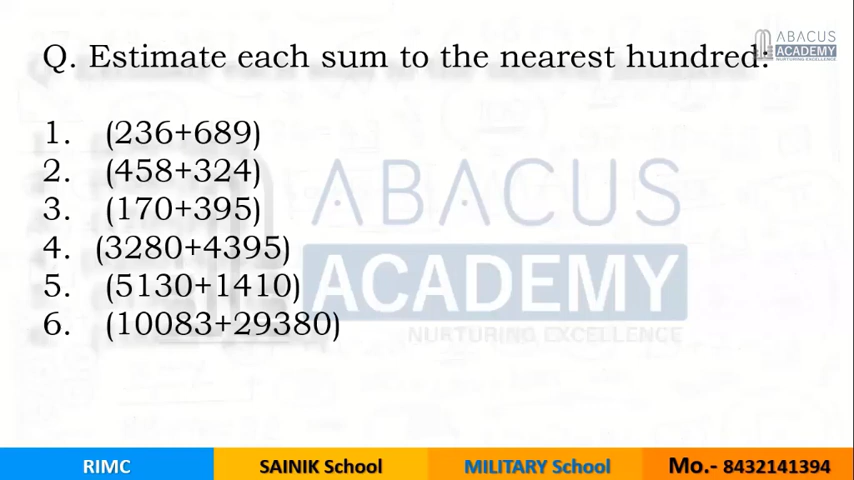 ABACUS
ACADEMY
NURTURING EXCELLENCE
Q. Estimate each sum to the nearest hundred:
1. (236+689)
2. (458+324)
3. (170+395)
4. (3280+4395)
5. (5130+1410)
6. (10083+29380)
ABACUS
ACADEMY
NURTURING EXCELLENCE
RIMC SAINIK School MILITARY School Mo.- 8432141394